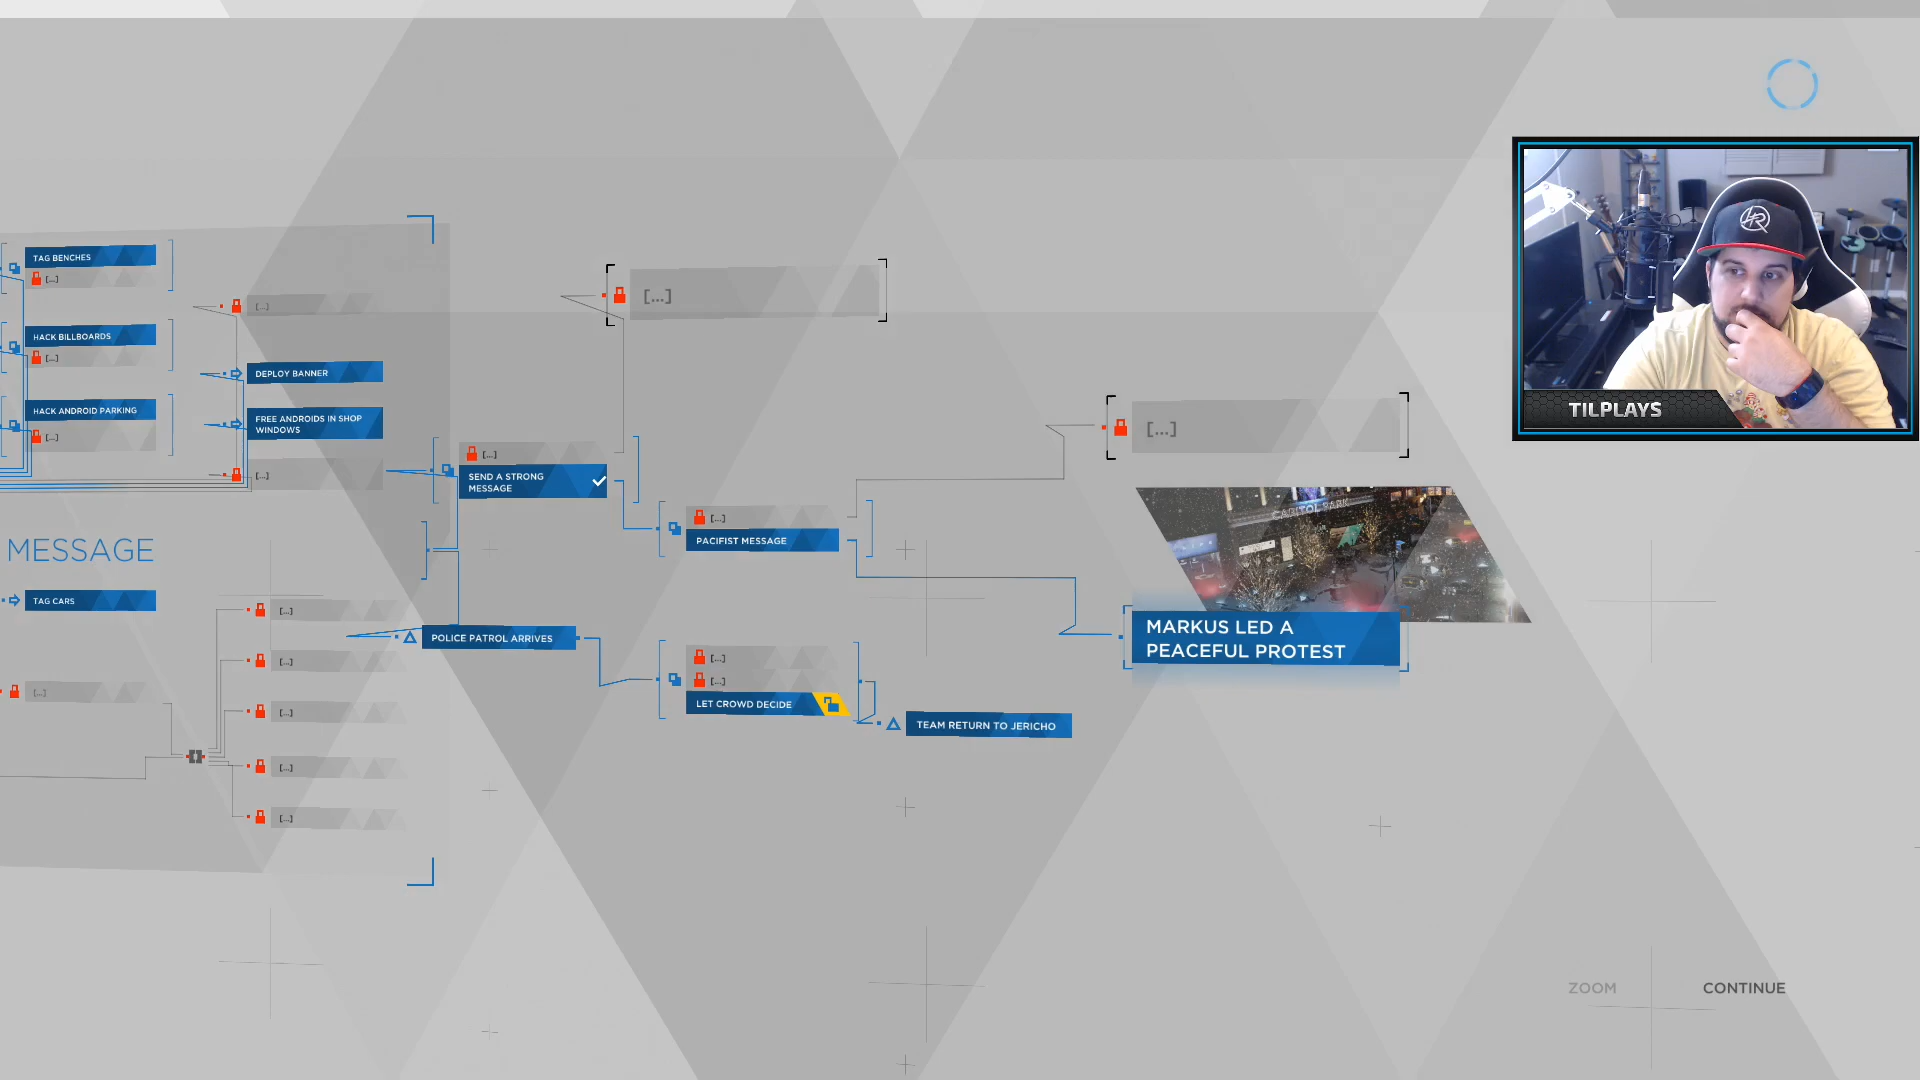 TAG BENCHES
[...]
HACK BILLBOARDS
[...]
HACK ANDROID PARKING
[...]
[...]
DEPLOY BANNER
FREE ANDROIDS IN SHOP
WINDOWS
[...]
[...]
[...]
SEND A STRONG
MESSAGE
[...]
PACIFIST MESSAGE
[...]
CAPITOL PARK
MARKUS LED A
PEACEFUL PROTEST
MESSAGE
TAG CARS
[...]
[...]
[...]
[...]
[...]
[...]
POLICE PATROL ARRIVES
[...]
[...]
LET CROWD DECIDE
TEAM RETURN TO JERICHO
TILPLAYS
ZOOM
CONTINUE